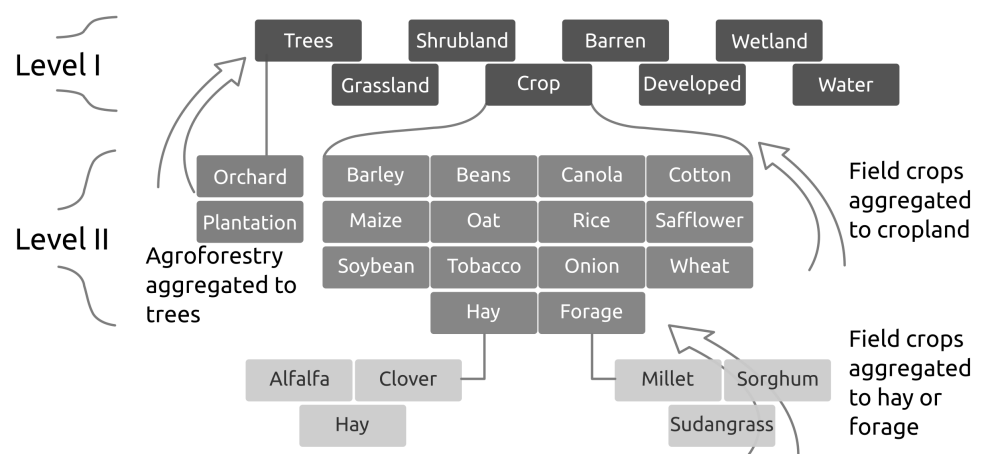 Trees
Shrubland
Barren
Wetland
Level I
Grassland
Crop
Developed
Water
Orchard
Barley
Beans
Canola
Cotton
Field crops
aggregated
to cropland
Plantation
Maize
Oat
Rice
Safflower
Level II
Agroforestry
aggregated to
trees
Soybean
Tobacco
Onion
Wheat
Hay
Forage
Field crops
aggregated
to hay or
forage
Alfalfa
Clover
Millet
Sorghum
Hay
Sudangrass